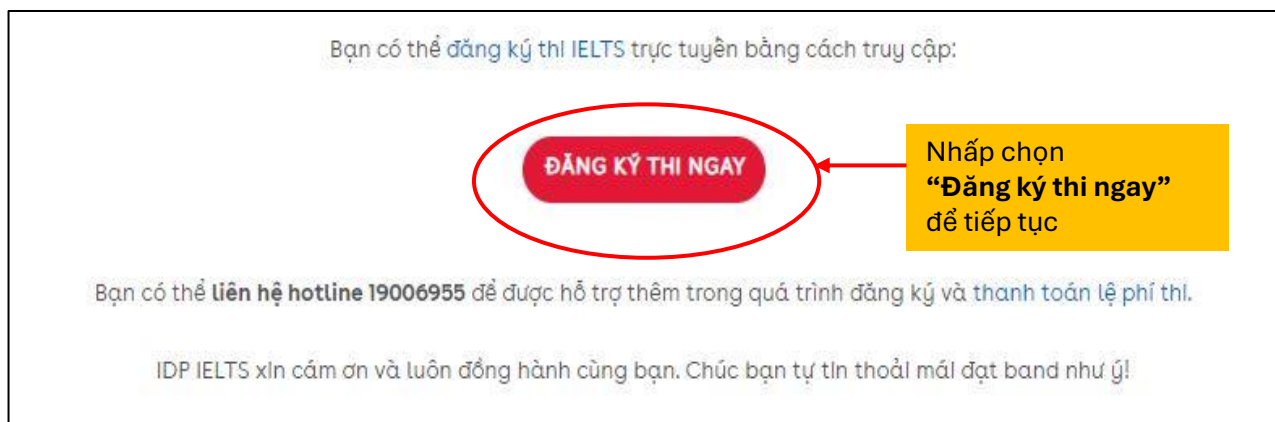 Bạn có thể đăng ký thi IELTS trực tuyến bằng cách truy cập:
ĐĂNG KÝ THI NGAY
Nhấp chọn
“Đăng ký thi ngay”
để tiếp tục
Bạn có thể liên hệ hotline 19006955 để được hỗ trợ thêm trong quá trình đăng ký và thanh toán lệ phí thi.
IDP IELTS xin cám ơn và luôn đồng hành cùng bạn. Chúc bạn tự tin thoải mái đạt band như ý!